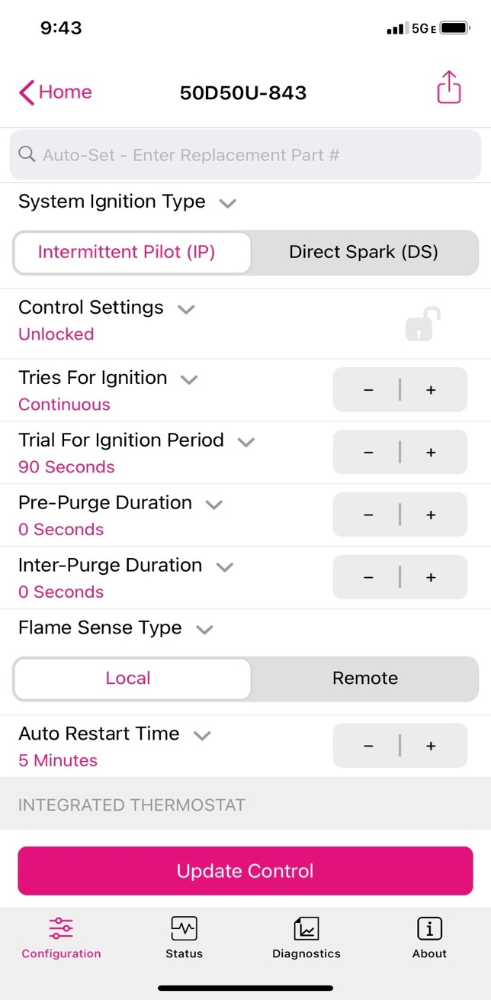 9:43
5GE
Home
50D50U-843
Auto-Set - Enter Replacement Part #
System Ignition Type
Intermittent Pilot (IP)
Direct Spark (DS)
Control Settings
Unlocked
Tries For Ignition
Continuous
− | +
Trial For Ignition Period
90 Seconds
− | +
Pre-Purge Duration
0 Seconds
− | +
Inter-Purge Duration
0 Seconds
− | +
Flame Sense Type
Local
Remote
Auto Restart Time
5 Minutes
− | +
INTEGRATED THERMOSTAT
Update Control
Configuration
Status
Diagnostics
About